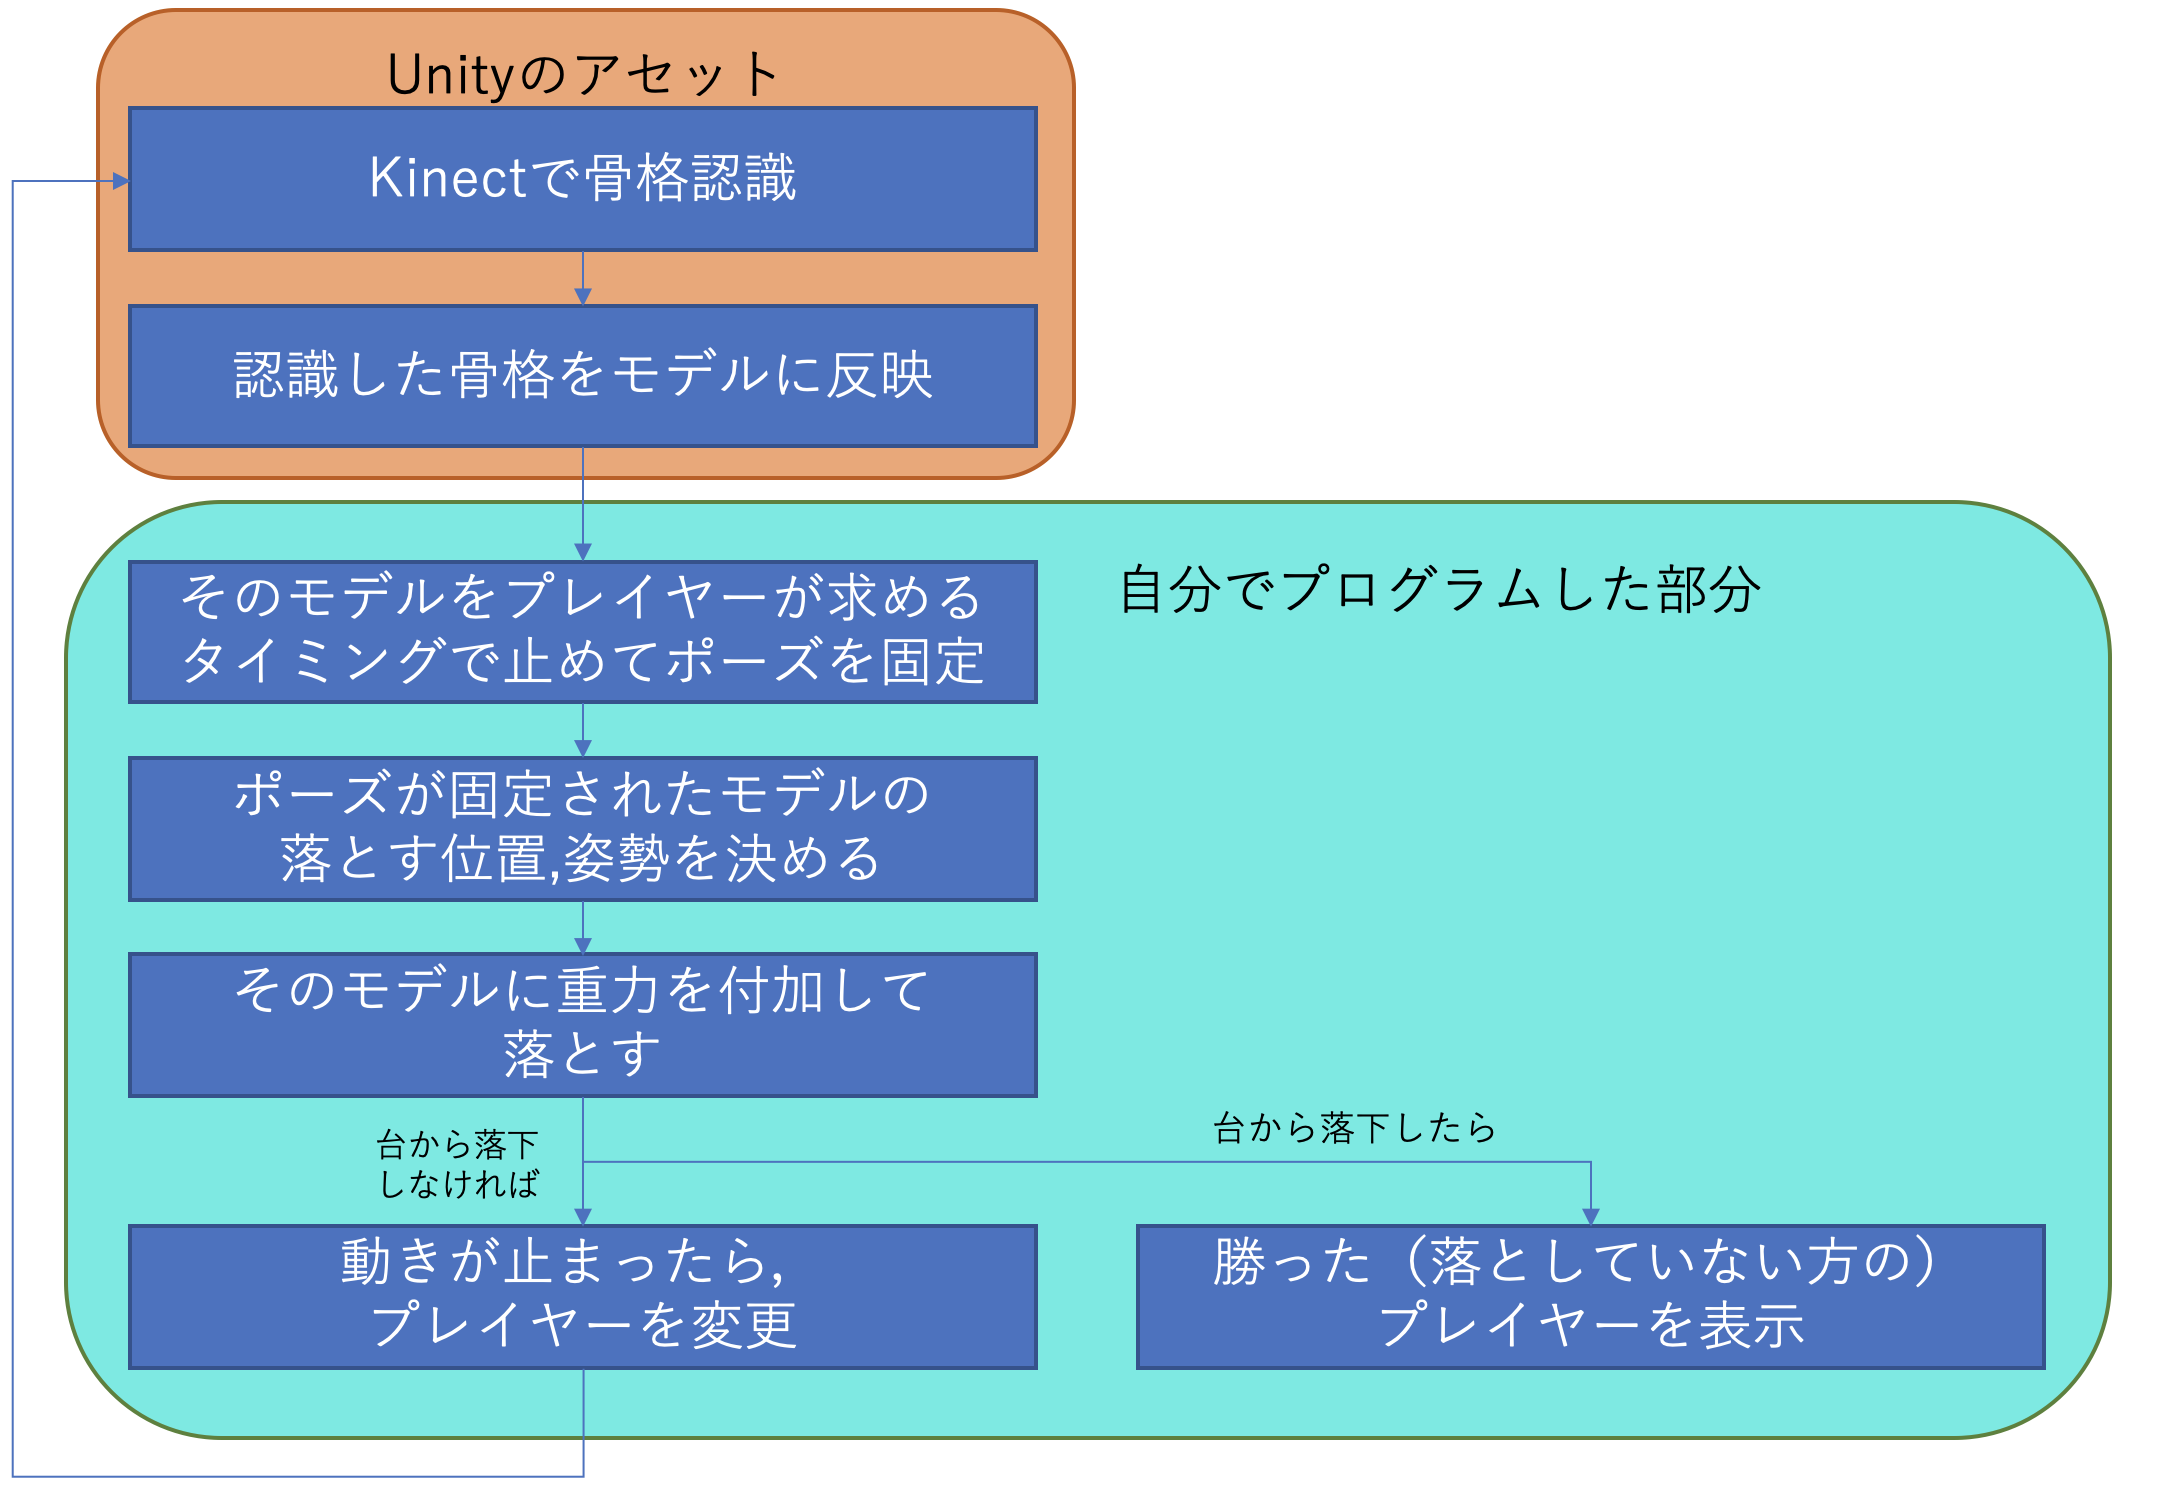 Unityのアセット
Kinectで骨格認識
認識した骨格をモデルに反映
自分でプログラムした部分
そのモデルをプレイヤーが求める
タイミングで止めてポーズを固定
ポーズが固定されたモデルの
落とす位置,姿勢を決める
そのモデルに重力を付加して
落とす
台から落下
しなければ
台から落下したら
動きが止まったら,
プレイヤーを変更
勝った（落としていない方の）
プレイヤーを表示